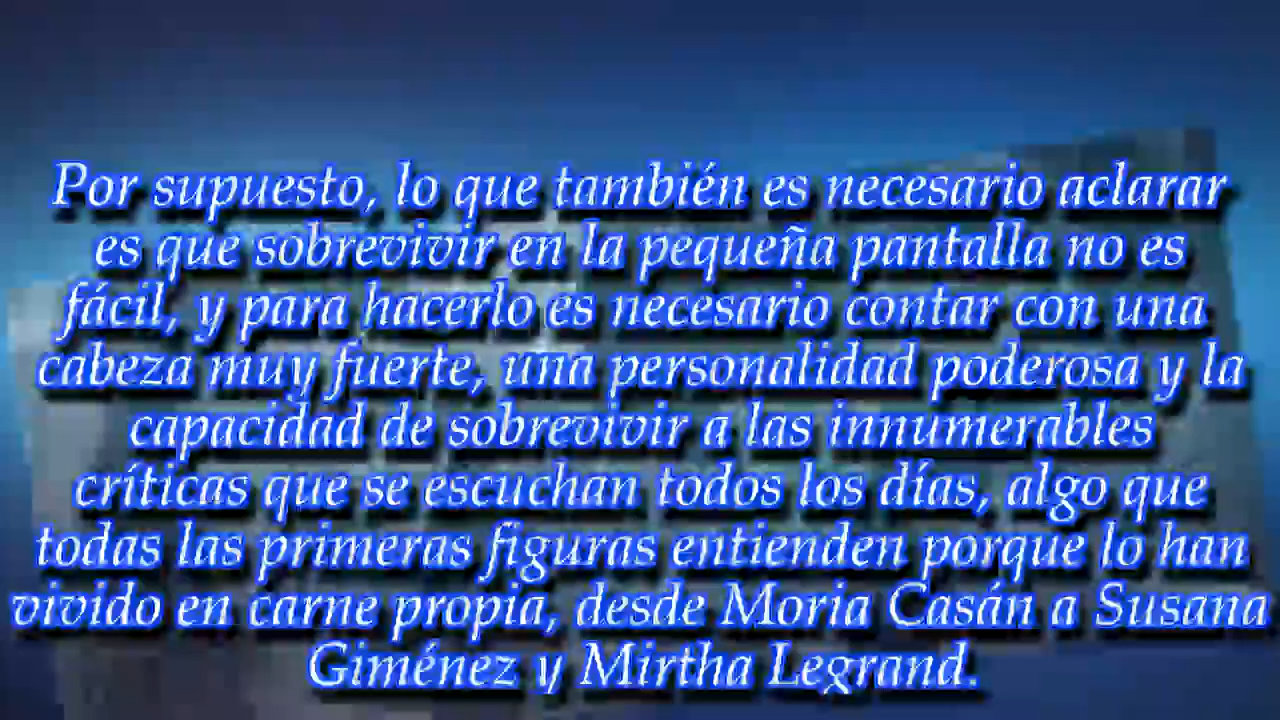 Por supuesto, lo que también es necesario aclarar
es que sobrevivir en la pequeña pantalla no es
fácil, y para hacerlo es necesario contar con una
cabeza muy fuerte, una personalidad poderosa y la
capacidad de sobrevivir a las innumerables
críticas que se escuchan todos los días, algo que
todas las primeras figuras entienden porque lo han
vivido en carne propia, desde Moria Casán a Susana
Giménez y Mirtha Legrand.